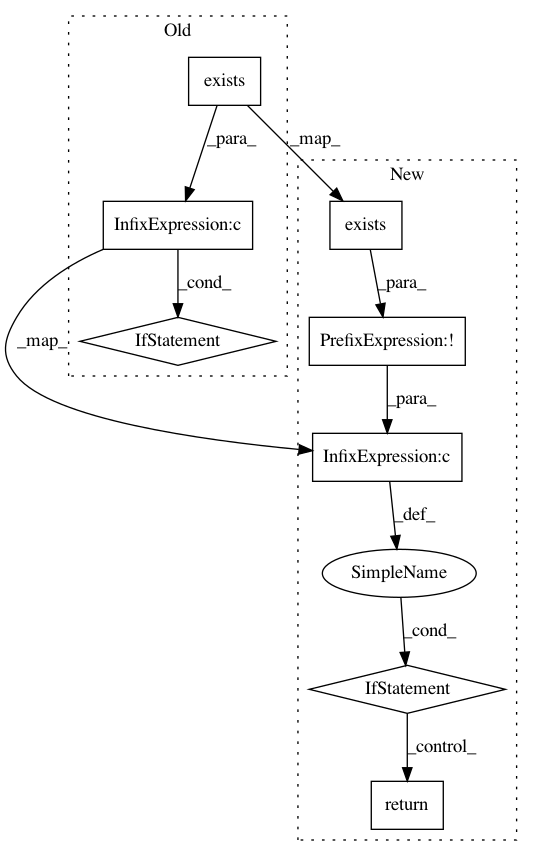 Old
exists
_para_
_map_
New
InfixExpression:c
exists
_cond_
_para_
_map_
IfStatement
PrefixExpression:!
_para_
InfixExpression:c
_def_
SimpleName
_cond_
IfStatement
_control_
return